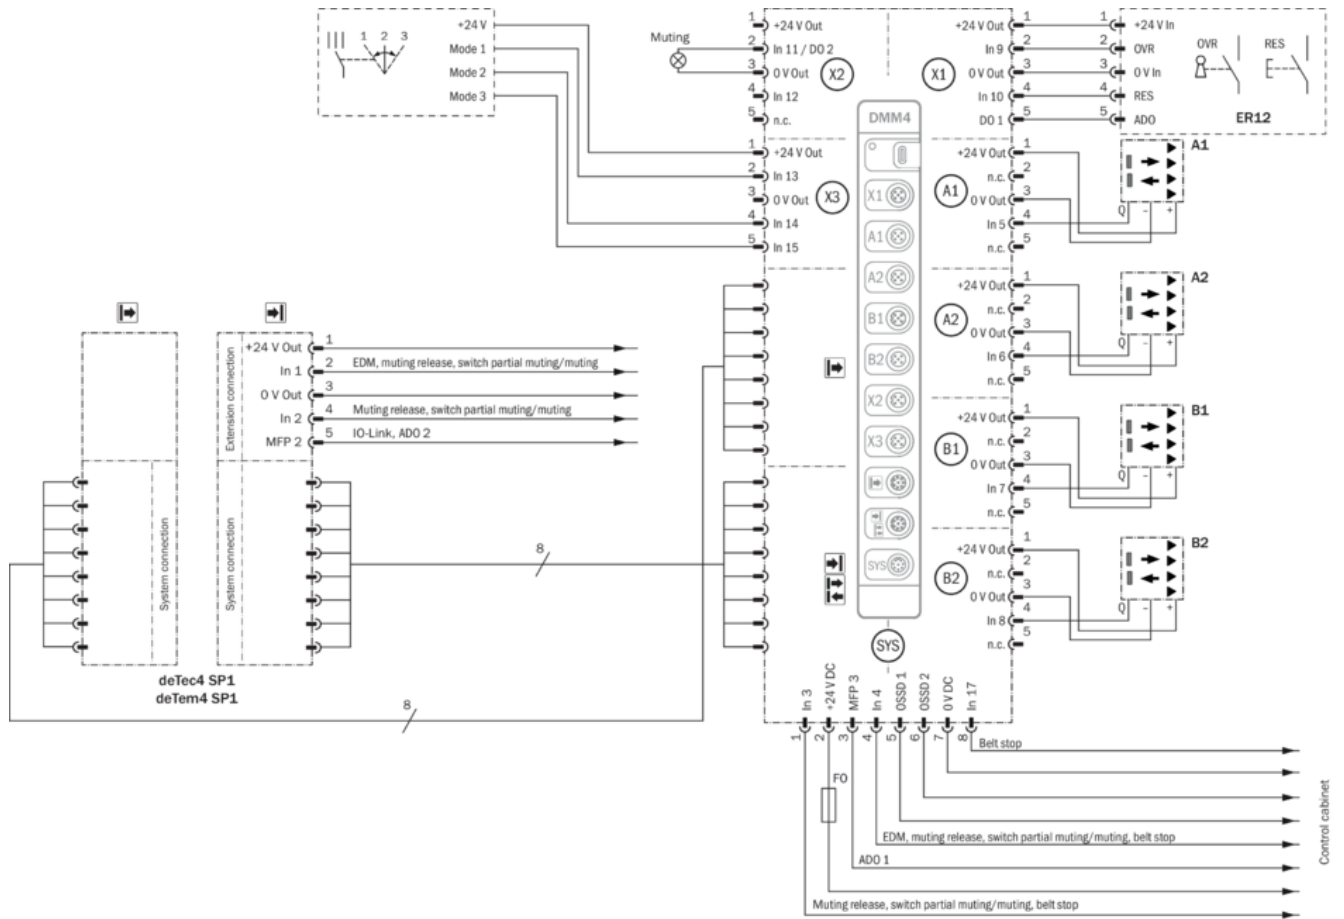 +24 V
Mode 1
Mode 2
Mode 3
1 2 3
Muting
1 +24 V Out
2 In 11 / DO 2
3 0 V Out
4 In 12
5 n.c.
X2
X1
+24 V Out 1
In 9 2
0 V Out 3
In 10 4
DO 1 5
1 +24 V In
2 OVR
3 0 V In
4 RES
5 ADO
OVR RES
ER12
1 +24 V Out
2 In 13
3 0 V Out
4 In 14
5 In 15
X3
DMM4
X1
A1
A2
B1
B2
X2
X3
SYS
SYS
A1
+24 V Out 1
n.c. 2
0 V Out 3
In 5 4
n.c. 5
A1
Q – +
A2
+24 V Out 1
n.c. 2
0 V Out 3
In 6 4
n.c. 5
A2
Q – +
B1
+24 V Out 1
n.c. 2
0 V Out 3
In 7 4
n.c. 5
B1
Q – +
B2
+24 V Out 1
n.c. 2
0 V Out 3
In 8 4
n.c. 5
B2
Q – +
Extension connection
+24 V Out 1
In 1 2 EDM, muting release, switch partial muting/muting
0 V Out 3
In 2 4 Muting release, switch partial muting/muting
MFP 2 5 IO-Link, ADO 2
System connection
System connection
8
deTec4 SP1
deTem4 SP1
8
In 3
+24 V DC
MFP 3
In 4
OSSD 1
OSSD 2
0 V DC
In 17
1 2 3 4 5 6 7 8
Belt stop
F0
EDM, muting release, switch partial muting/muting, belt stop
ADO 1
Muting release, switch partial muting/muting, belt stop
Control cabinet